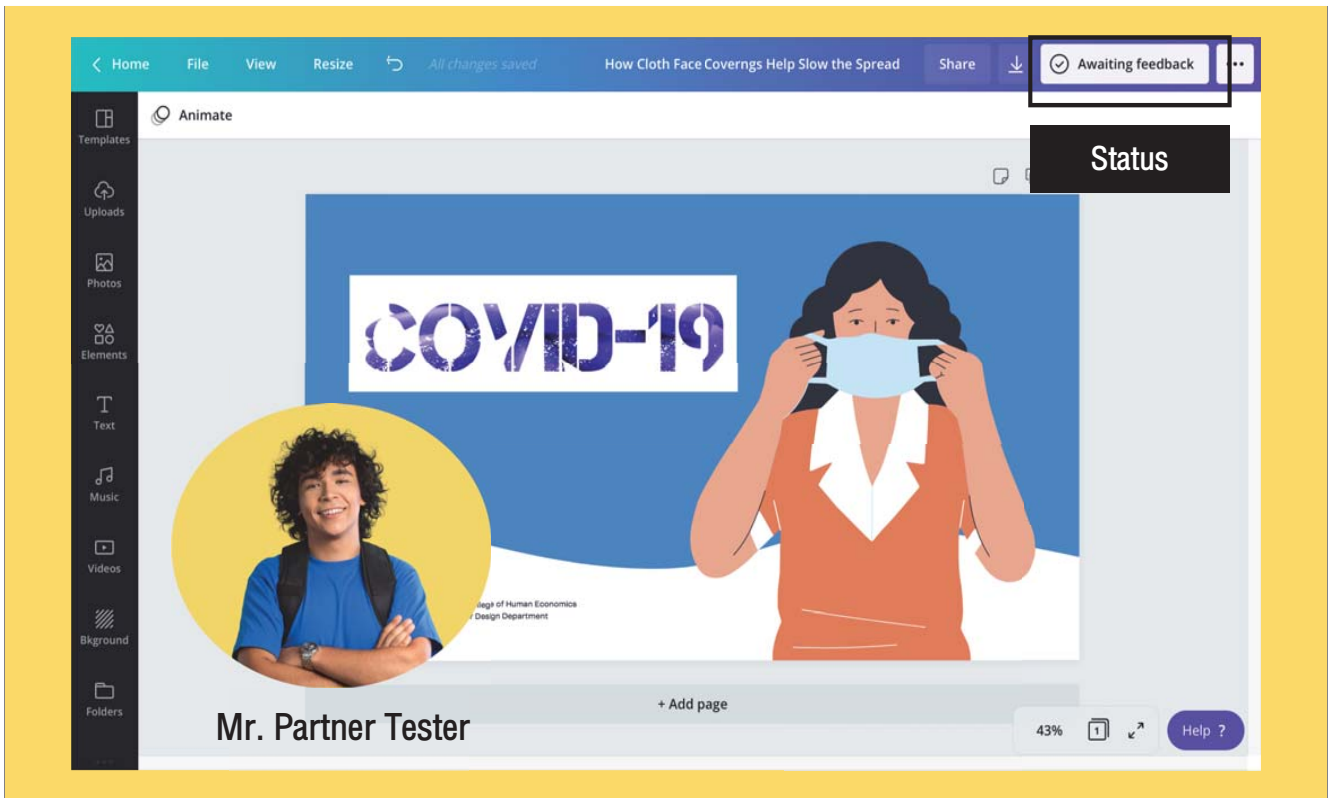 Home File View Resize All changes saved How Cloth Face Coverngs Help Slow the Spread Share Awaiting feedback
Animate
Status
Templates
Uploads
Photos
Elements
Text
Music
Videos
Bkground
Folders
COVID-19
of Human Economics
Design Department
+ Add page
Mr. Partner Tester
43% 1 Help ?